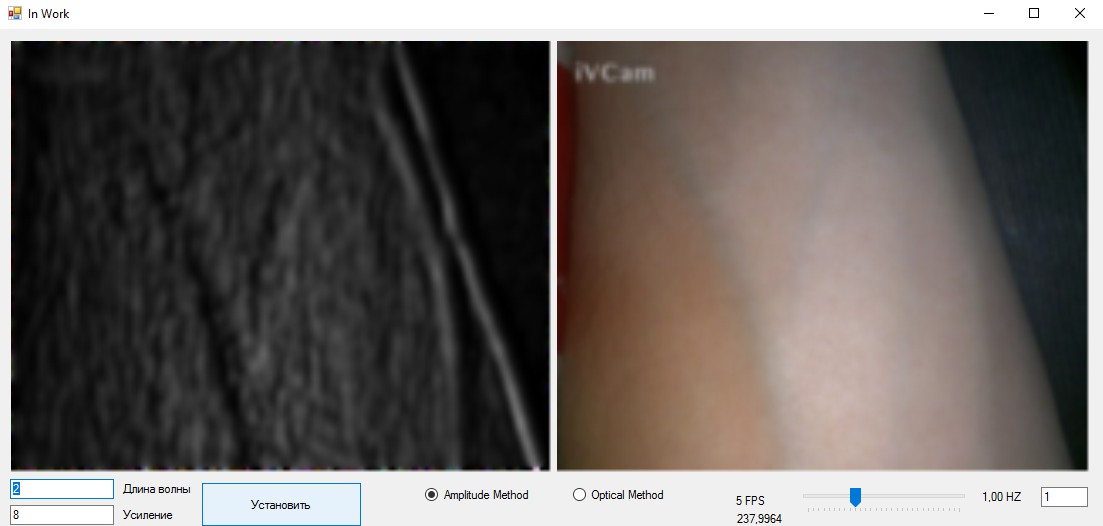 In Work
iVCam
2
Длина волны
8
Усиление
Установить
Amplitude Method
Optical Method
5 FPS
237,9964
1,00 HZ
1